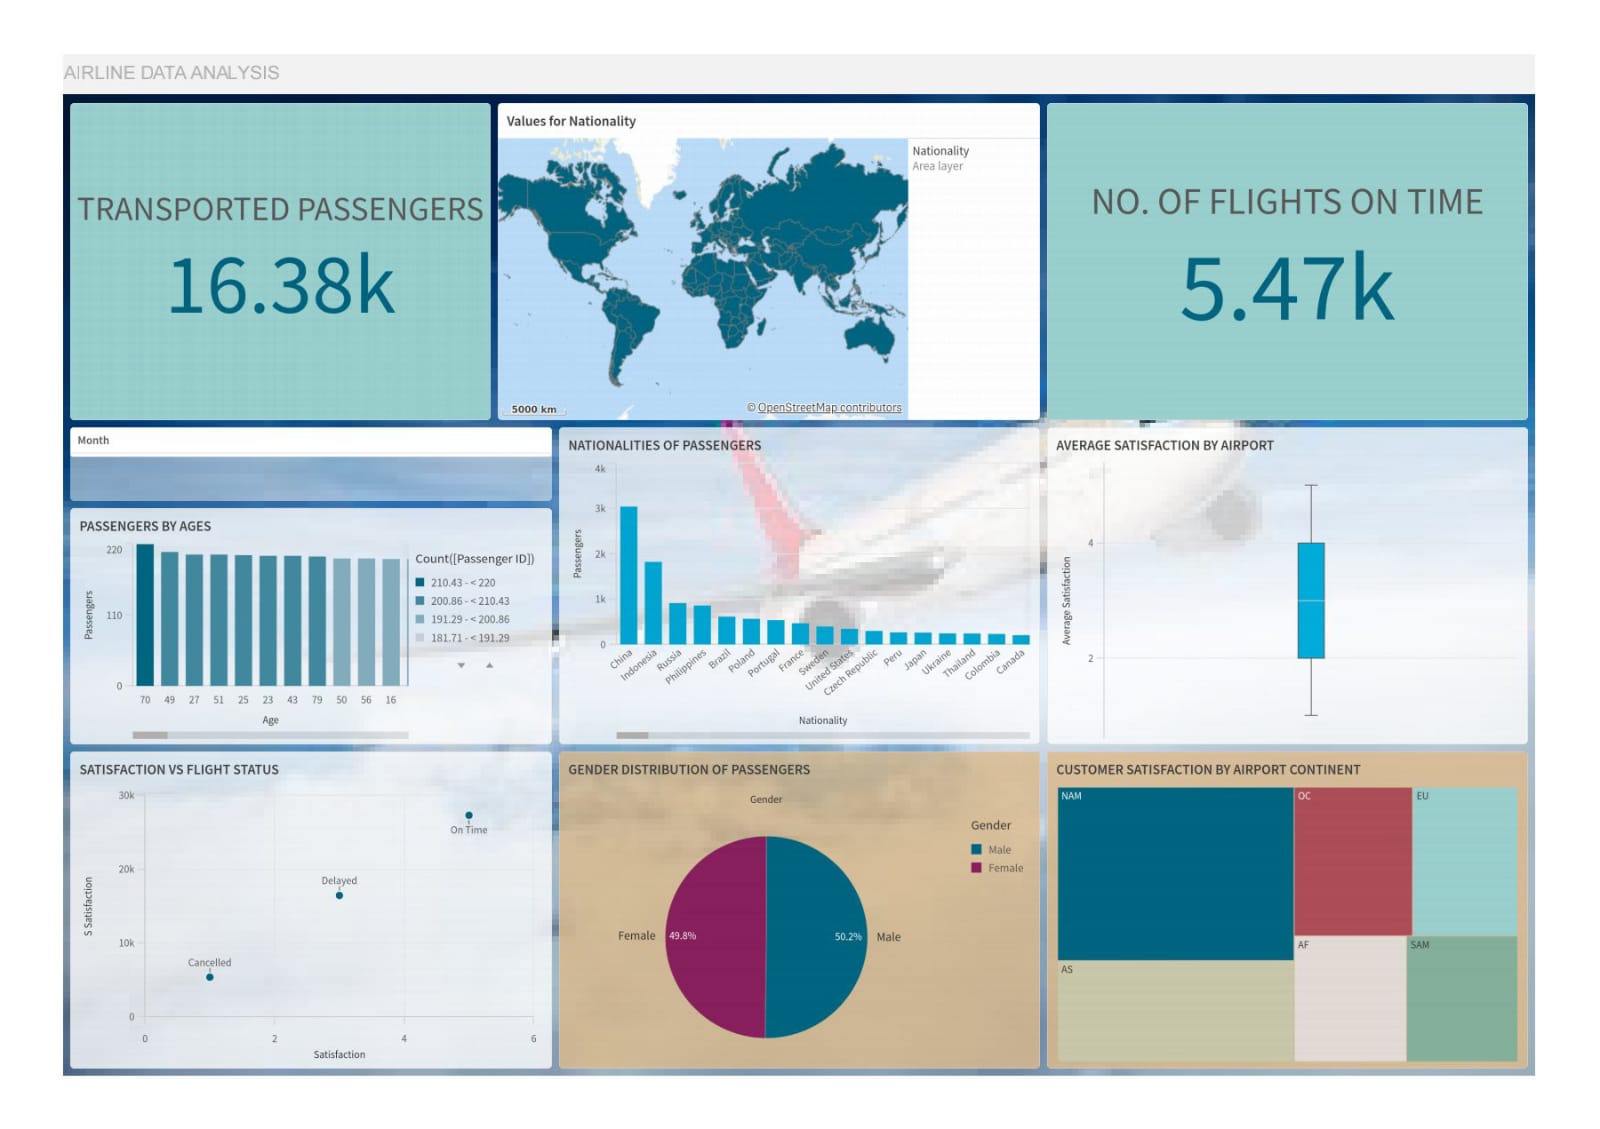 AIRLINE DATA ANALYSIS
TRANSPORTED PASSENGERS
16.38k
Values for Nationality
Nationality
Area layer
5000 km
© OpenStreetMap contributors
NO. OF FLIGHTS ON TIME
5.47k
Month
PASSENGERS BY AGES
Passengers
220
110
0
70 49 27 51 25 23 43 79 50 56 16
Age
Count([Passenger ID])
210.43 - < 220
200.86 - < 210.43
191.29 - < 200.86
181.71 - < 191.29
NATIONALITIES OF PASSENGERS
Passengers
4k
3k
2k
1k
0
China
Indonesia
Russia
Philippines
Brazil
Poland
Portugal
France
Sweden
United States
Czech Republic
Peru
Japan
Ukraine
Thailand
Colombia
Canada
Nationality
AVERAGE SATISFACTION BY AIRPORT
Average Satisfaction
4
2
SATISFACTION VS FLIGHT STATUS
S Satisfaction
30k
20k
10k
0
On Time
Delayed
Cancelled
0 2 4 6
Satisfaction
GENDER DISTRIBUTION OF PASSENGERS
Gender
Female 49.8% 50.2% Male
Gender
Male
Female
CUSTOMER SATISFACTION BY AIRPORT CONTINENT
NAM
OC
EU
AS
AF
SAM